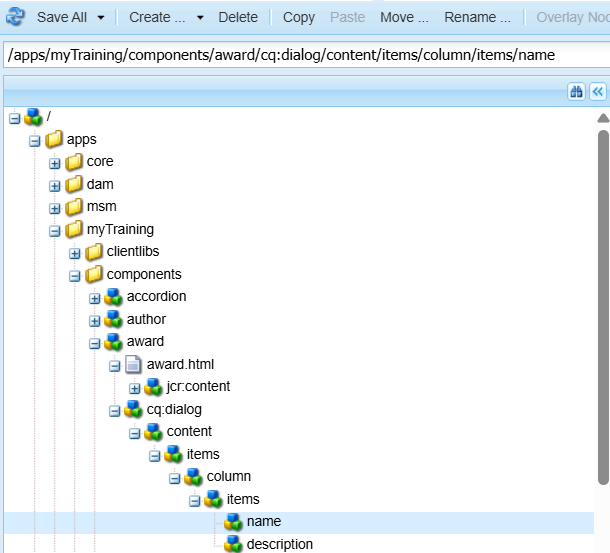 Save All Create ... Delete Copy Paste Move ... Rename ... Overlay Nod
/apps/myTraining/components/award/cq:dialog/content/items/column/items/name
/
apps
core
dam
msm
myTraining
clientlibs
components
accordion
author
award
award.html
jcr:content
cq:dialog
content
items
column
items
name
description